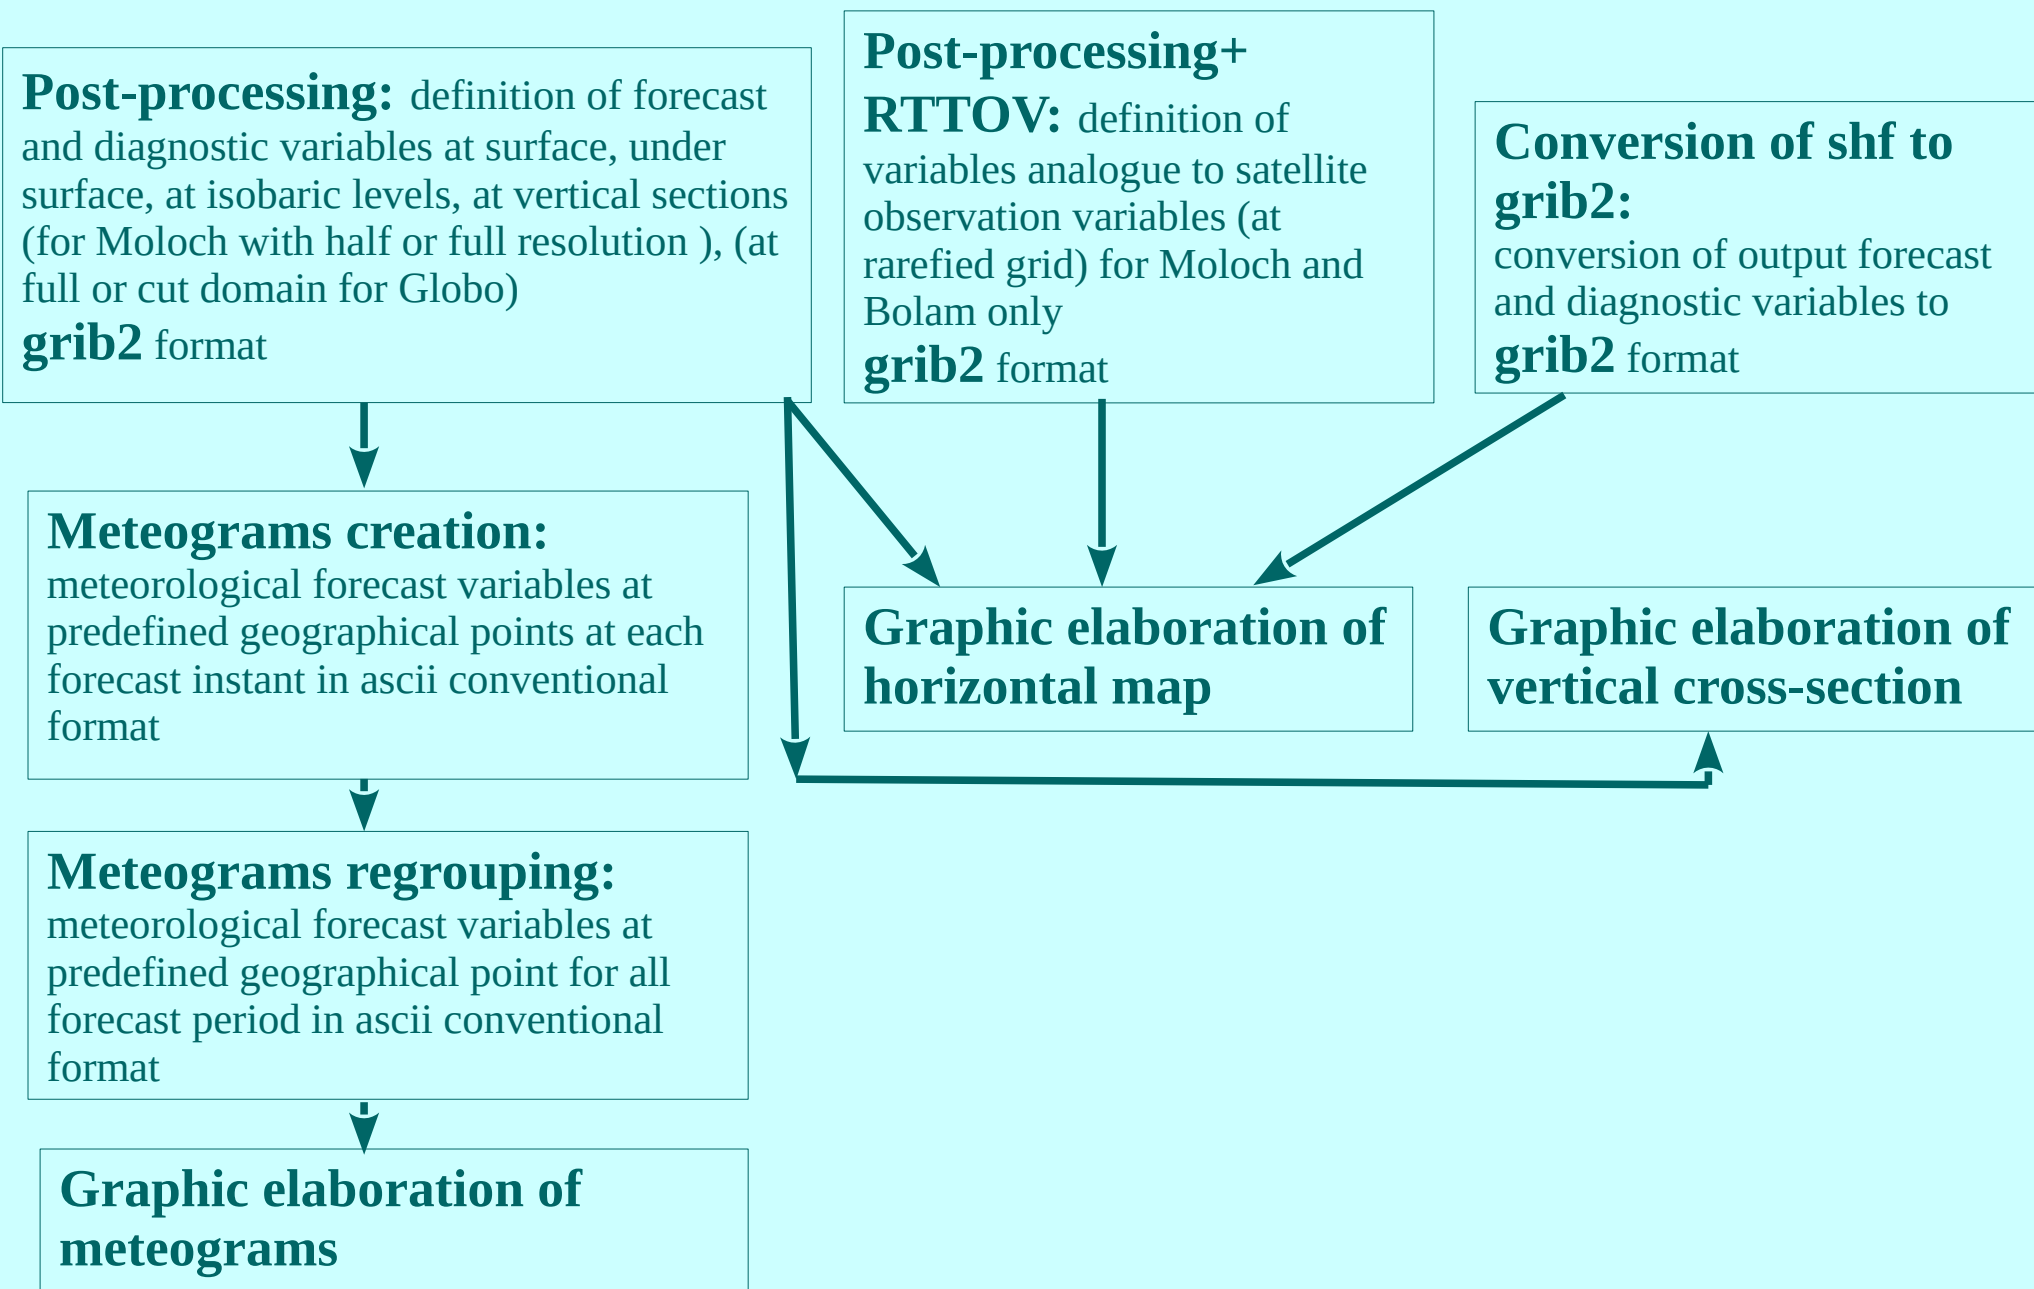 Post-processing: definition of forecast
and diagnostic variables at surface, under
surface, at isobaric levels, at vertical sections
(for Moloch with half or full resolution ), (at
full or cut domain for Globo)
grib2 format
Post-processing+
RTTOV: definition of
variables analogue to satellite
observation variables (at
rarefied grid) for Moloch and
Bolam only
grib2 format
Conversion of shf to
grib2:
conversion of output forecast
and diagnostic variables to
grib2 format
Meteograms creation:
meteorological forecast variables at
predefined geographical points at each
forecast instant in ascii conventional
format
Graphic elaboration of
horizontal map
Graphic elaboration of
vertical cross-section
Meteograms regrouping:
meteorological forecast variables at
predefined geographical point for all
forecast period in ascii conventional
format
Graphic elaboration of
meteograms